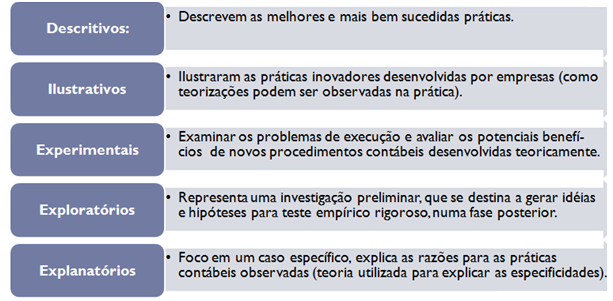 Descritivos:
• Descrevem as melhores e mais bem sucedidas práticas.
Ilustrativos
• Ilustraram as práticas inovadores desenvolvidas por empresas (como
teorizações podem ser observadas na prática).
Experimentais
• Examinar os problemas de execução e avaliar os potenciais benefí-
cios de novos procedimentos contábeis desenvolvidas teoricamente.
Exploratórios
• Representa uma investigação preliminar, que se destina a gerar idéias
e hipóteses para teste empírico rigoroso, numa fase posterior.
Explanatórios
• Foco em um caso específico, explica as razões para as práticas
contábeis observadas (teoria utilizada para explicar as especificidades).